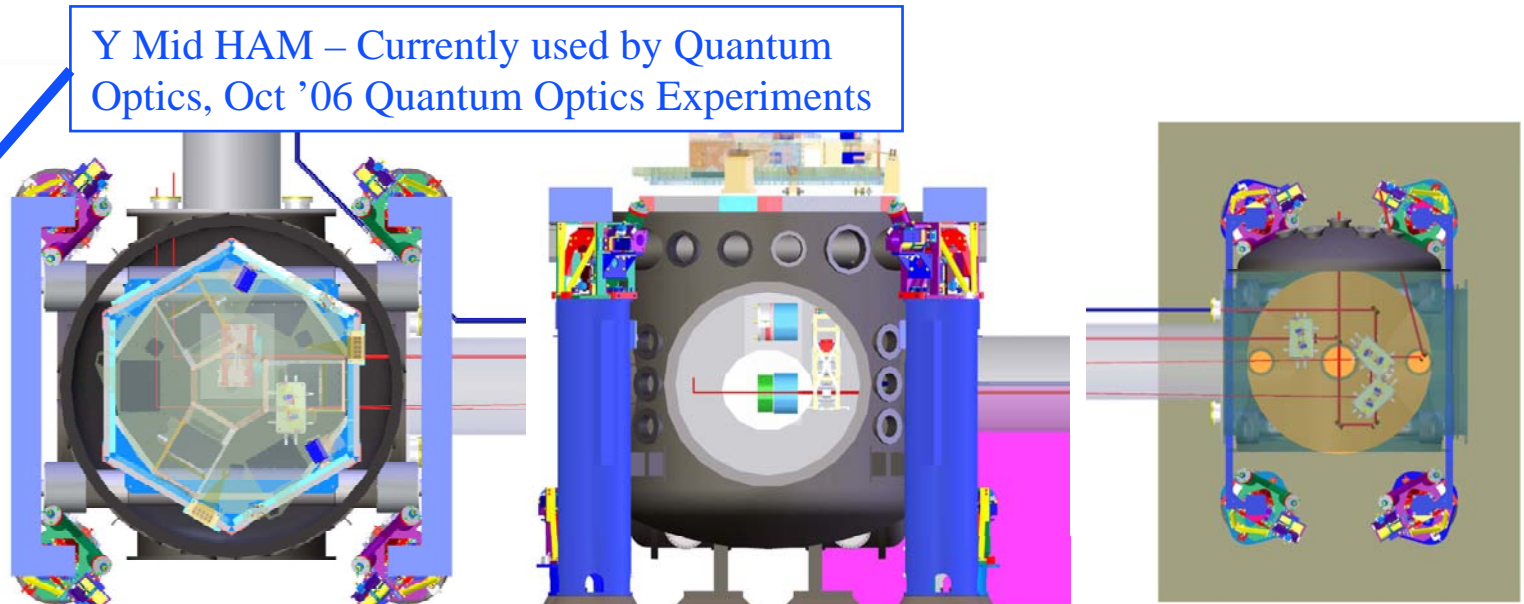 Y Mid HAM – Currently used by Quantum
Optics, Oct ’06 Quantum Optics Experiments